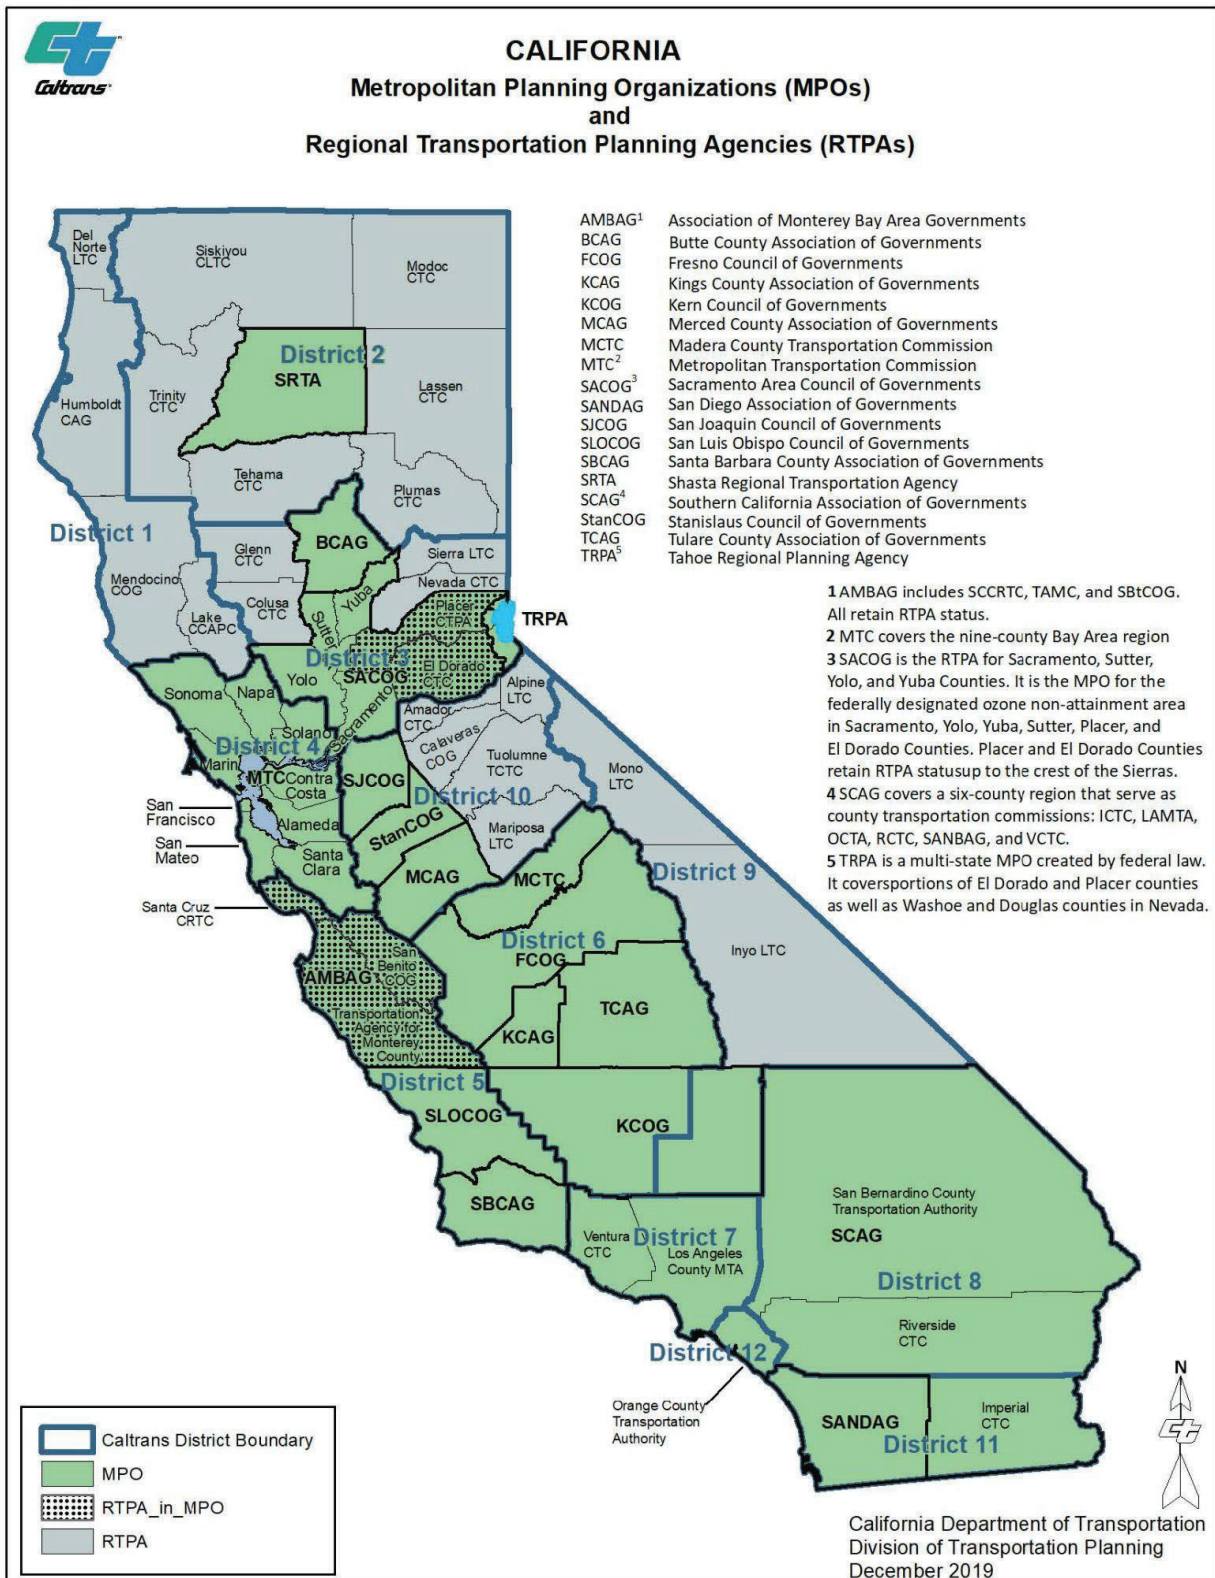 Caltrans
CALIFORNIA
Metropolitan Planning Organizations (MPOs)
and
Regional Transportation Planning Agencies (RTPAs)
AMBAG1 Association of Monterey Bay Area Governments
BCAG Butte County Association of Governments
FCOG Fresno Council of Governments
KCAG Kings County Association of Governments
KCOG Kern Council of Governments
MCAG Merced County Association of Governments
MCTC Madera County Transportation Commission
MTC2 Metropolitan Transportation Commission
SACOG3 Sacramento Area Council of Governments
SANDAG San Diego Association of Governments
SJCOG San Joaquin Council of Governments
SLOCOG San Luis Obispo Council of Governments
SBCAG Santa Barbara County Association of Governments
SRTA Shasta Regional Transportation Agency
SCAG4 Southern California Association of Governments
StanCOG Stanislaus Council of Governments
TCAG Tulare County Association of Governments
TRPA5 Tahoe Regional Planning Agency
1 AMBAG includes SCCRTC, TAMC, and SBtCOG.
All retain RTPA status.
2 MTC covers the nine-county Bay Area region
3 SACOG is the RTPA for Sacramento, Sutter,
Yolo, and Yuba Counties. It is the MPO for the
federally designated ozone non-attainment area
in Sacramento, Yolo, Yuba, Sutter, Placer, and
El Dorado Counties. Placer and El Dorado Counties
retain RTPA statusup to the crest of the Sierras.
4 SCAG covers a six-county region that serve as
county transportation commissions: ICTC, LAMTA,
OCTA, RCTC, SANBAG, and VCTC.
5 TRPA is a multi-state MPO created by federal law.
It coversportions of El Dorado and Placer counties
as well as Washoe and Douglas counties in Nevada.
Del
Norte
LTC
Siskiyou
CLTC
Modoc
CTC
District 2
SRTA
Trinity
CTC
Lassen
CTC
Humboldt
CAG
Tehama
CTC
Plumas
CTC
District 1
BCAG
Glenn
CTC
Sierra LTC
Mendocino
COG
Nevada CTC
Colusa
CTC
Lake
CCAPC
Yuba
Sutter
Placer
CTPA
TRPA
District 3
SACOG
El Dorado
CTC
Yolo
Sonoma
Napa
Alpine
LTC
Sacramento
Amador
CTC
Solano
Calaveras
COG
District 4
Marin
Tuolumne
TCTC
Mono
LTC
MTC
Contra
Costa
SJCOG
District 10
San
Francisco
Alameda
StanCOG
Mariposa
LTC
San
Mateo
Santa
Clara
MCAG
MCTC
District 9
Santa Cruz
CRTC
District 6
FCOG
Inyo LTC
San
Benito
COG
AMBAG
Transportation
Agency for
Monterey
County
TCAG
KCAG
District 5
SLOCOG
KCOG
SBCAG
San Bernardino County
Transportation Authority
SCAG
Ventura
CTC
District 7
Los Angeles
County MTA
District 8
Riverside
CTC
District 12
Orange County
Transportation
Authority
SANDAG
Imperial
CTC
District 11
N
Caltrans District Boundary
MPO
RTPA_in_MPO
RTPA
California Department of Transportation
Division of Transportation Planning
December 2019